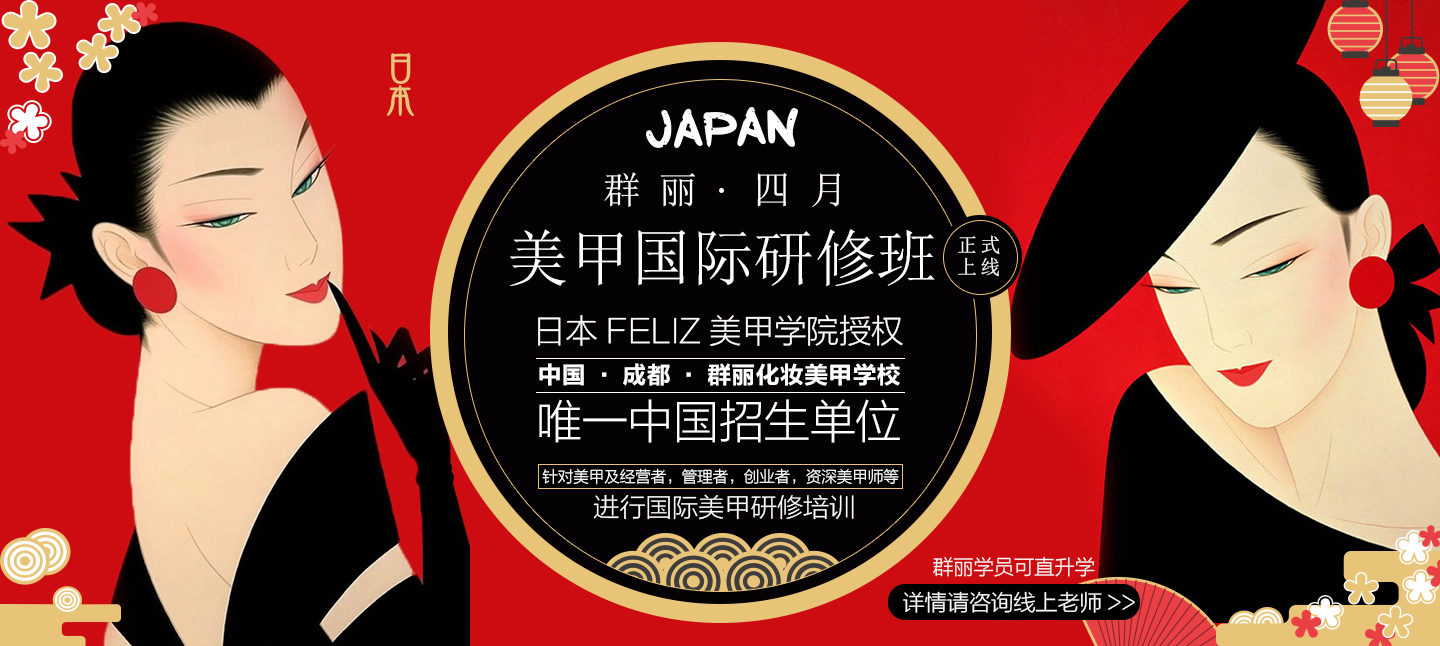 日本
JAPAN
群丽·四月
美甲国际研修班
正式
上线
日本 FELIZ 美甲学院授权
中国 · 成都 · 群丽化妆美甲学校
唯一中国招生单位
针对美甲及经营者，管理者，创业者，资深美甲师等
进行国际美甲研修培训
群丽学员可直升学
详情请咨询线上老师 >>